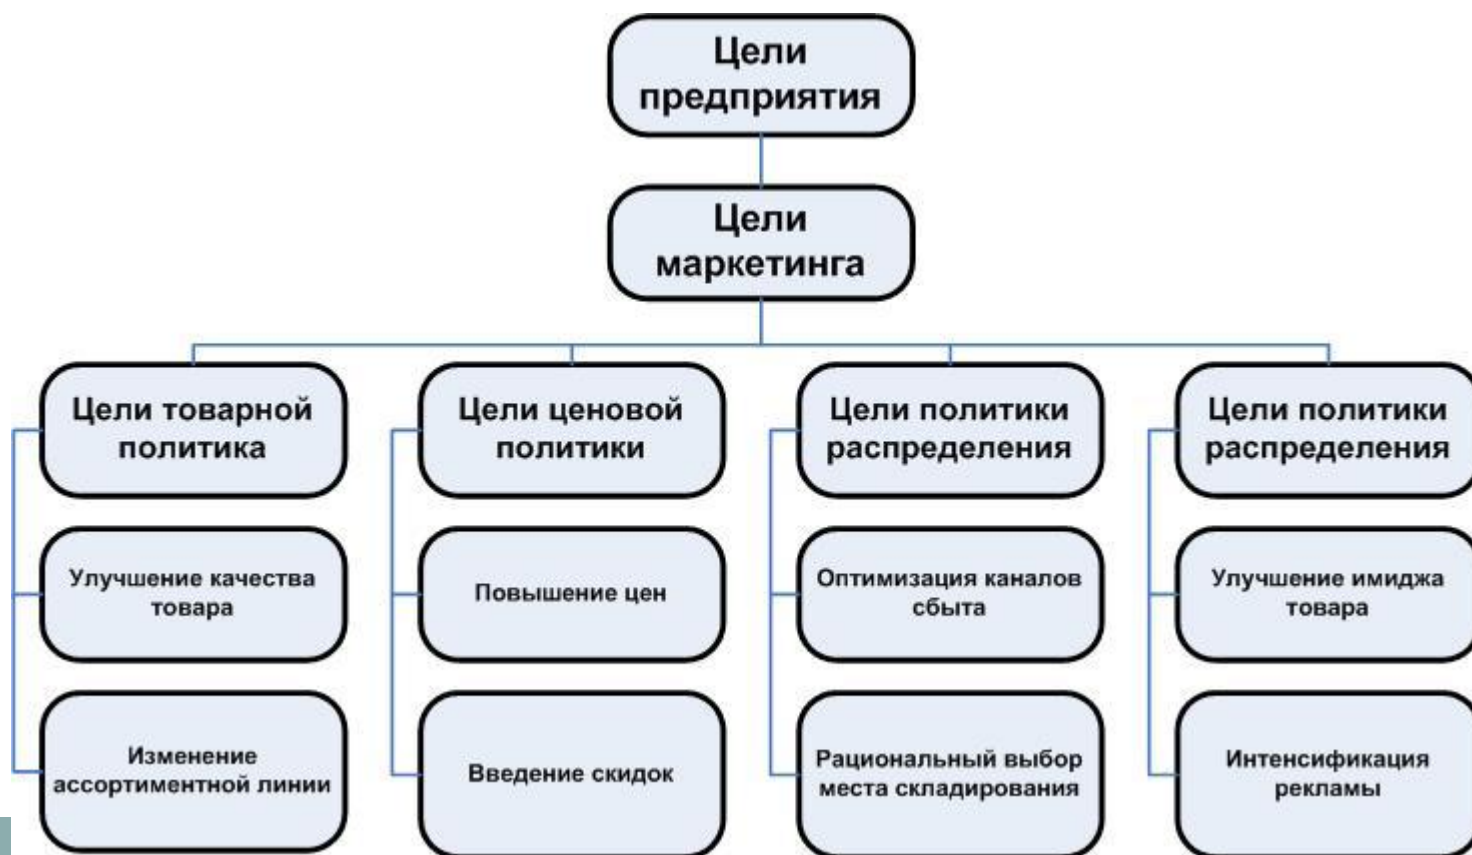 Цели
предприятия
Цели
маркетинга
Цели товарной
политика
Цели ценовой
политики
Цели политики
распределения
Цели политики
распределения
Улучшение качества
товара
Повышение цен
Оптимизация каналов
сбыта
Улучшение имиджа
товара
Изменение
ассортиментной линии
Введение скидок
Рациональный выбор
места складирования
Интенсификация
рекламы